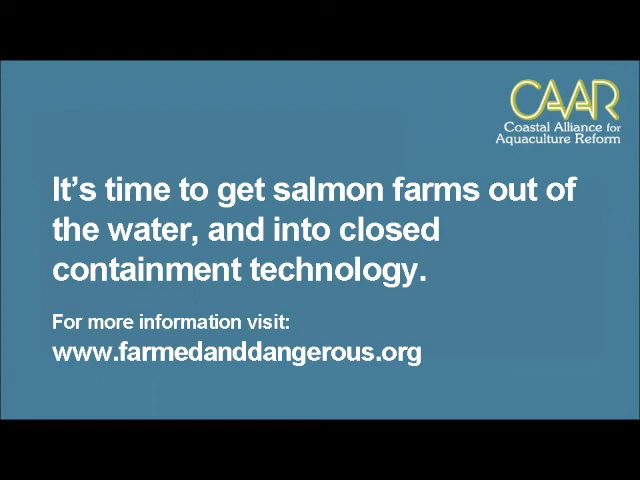 CAAR
Coastal Alliance for
Aquaculture Reform
It's time to get salmon farms out of
the water, and into closed
containment technology.
For more information visit:
www.farmedanddangerous.org